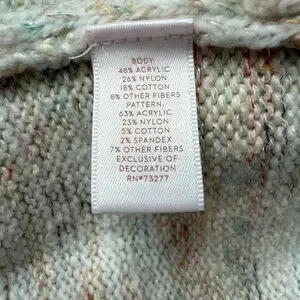 BODY
48% ACRYLIC
26% NYLON
18% COTTON
8% OTHER FIBERS
PATTERN:
63% ACRYLIC
23% NYLON
5% COTTON
2% SPANDEX
7% OTHER FIBERS
EXCLUSIVE OF
DECORATION
RN#73277